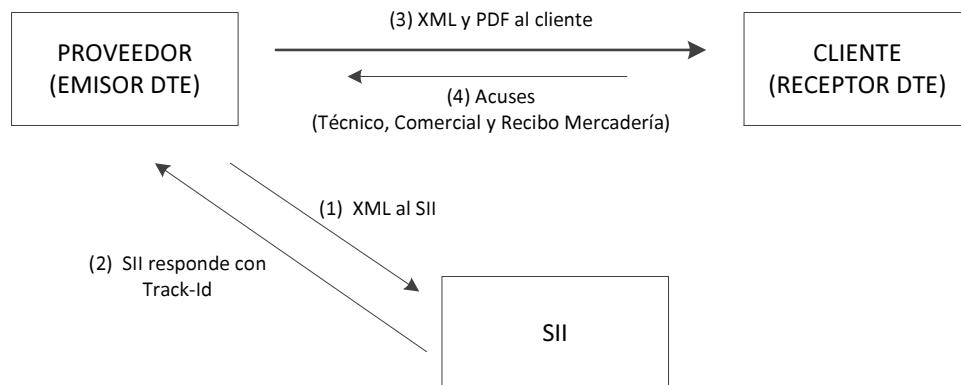 (3) XML y PDF al cliente
PROVEEDOR
(EMISOR DTE)
CLIENTE
(RECEPTOR DTE)
(4) Acuses
(Técnico, Comercial y Recibo Mercadería)
(1) XML al SII
(2) SII responde con
Track-Id
SII